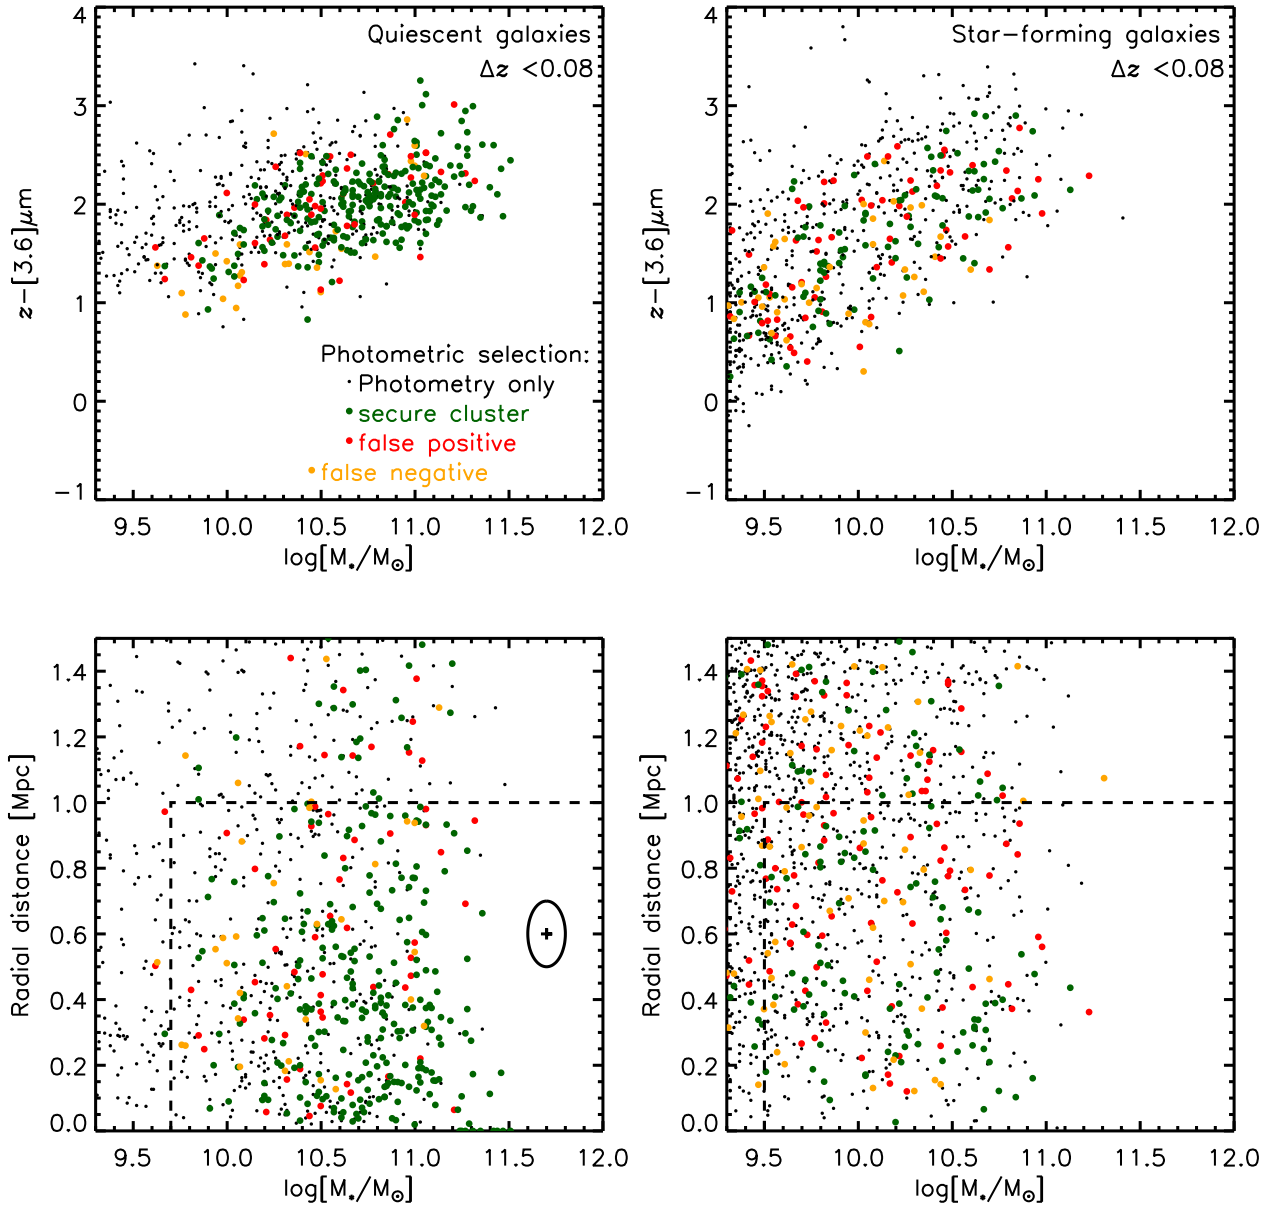 Quiescent galaxies
Δz <0.08
4
3
2
1
0
−1
z−[3.6]μm
Photometric selection:
Photometry only
secure cluster
false positive
false negative
9.5 10.0 10.5 11.0 11.5 12.0
log[M*/M⊙]
Star−forming galaxies
Δz <0.08
4
3
2
1
0
−1
z−[3.6]μm
9.5 10.0 10.5 11.0 11.5 12.0
log[M*/M⊙]
1.4
1.2
1.0
0.8
0.6
0.4
0.2
0.0
Radial distance [Mpc]
9.5 10.0 10.5 11.0 11.5 12.0
log[M*/M⊙]
1.4
1.2
1.0
0.8
0.6
0.4
0.2
0.0
Radial distance [Mpc]
9.5 10.0 10.5 11.0 11.5 12.0
log[M*/M⊙]